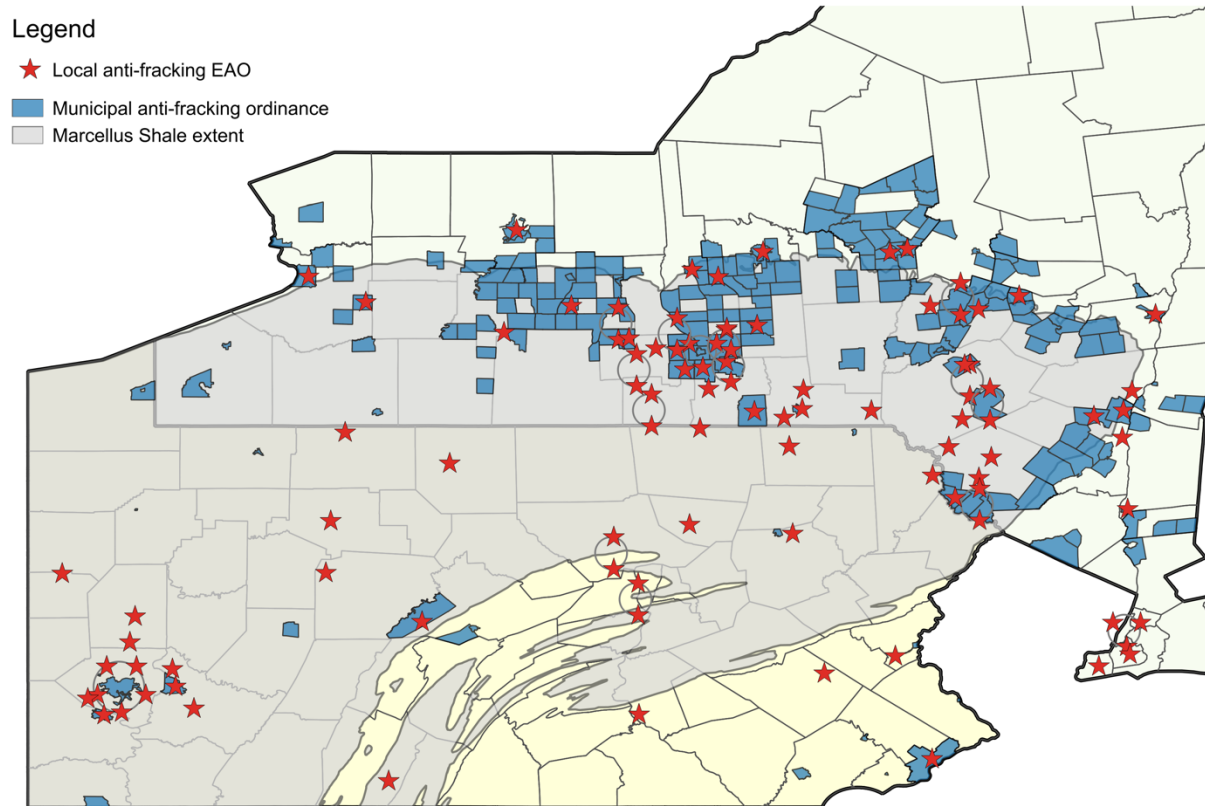 Legend
Local anti-fracking EAO
Municipal anti-fracking ordinance
Marcellus Shale extent